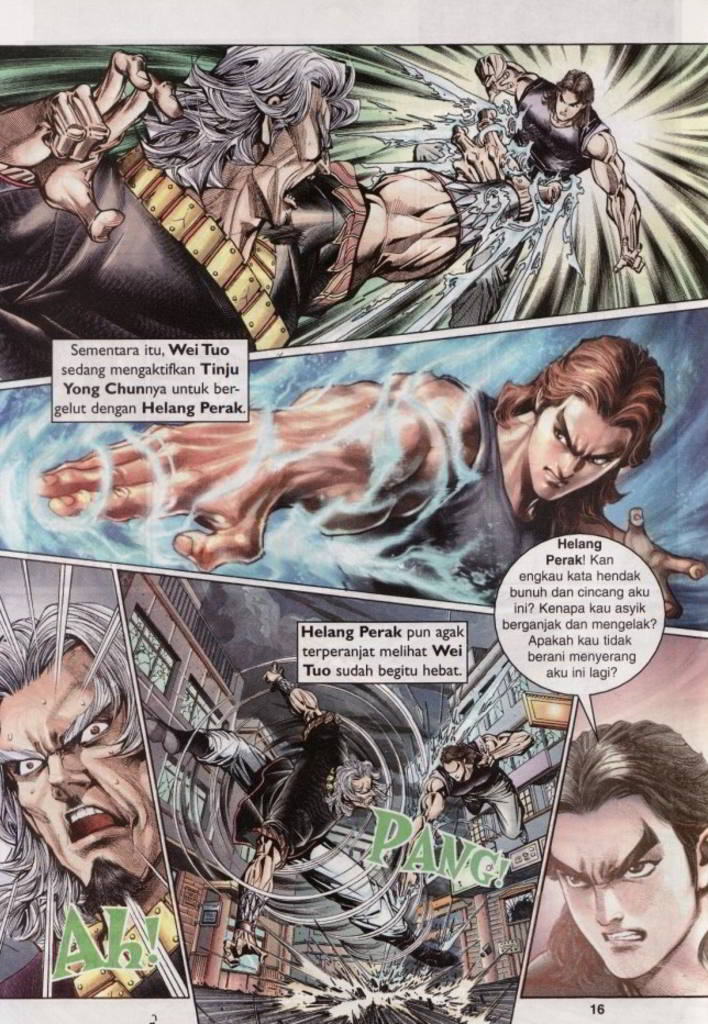 Sementara itu, Wei Tuo
sedang mengaktifkan Tinju
Yong Chunnya untuk ber-
gelut dengan Helang Perak.
Helang
Perak! Kan
engkau kata hendak
bunuh dan cincang aku
ini? Kenapa kau asyik
berganjak dan mengelak?
Apakah kau tidak
berani menyerang
aku ini lagi?
Helang Perak pun agak
terperanjat melihat Wei
Tuo sudah begitu hebat.
PANG!
Ah!
16